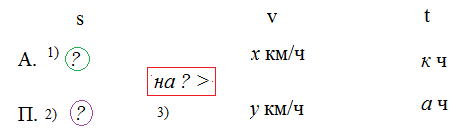 s v t
А. 1) ? x км/ч к ч
на ? >
П. 2) ? 3) y км/ч а ч